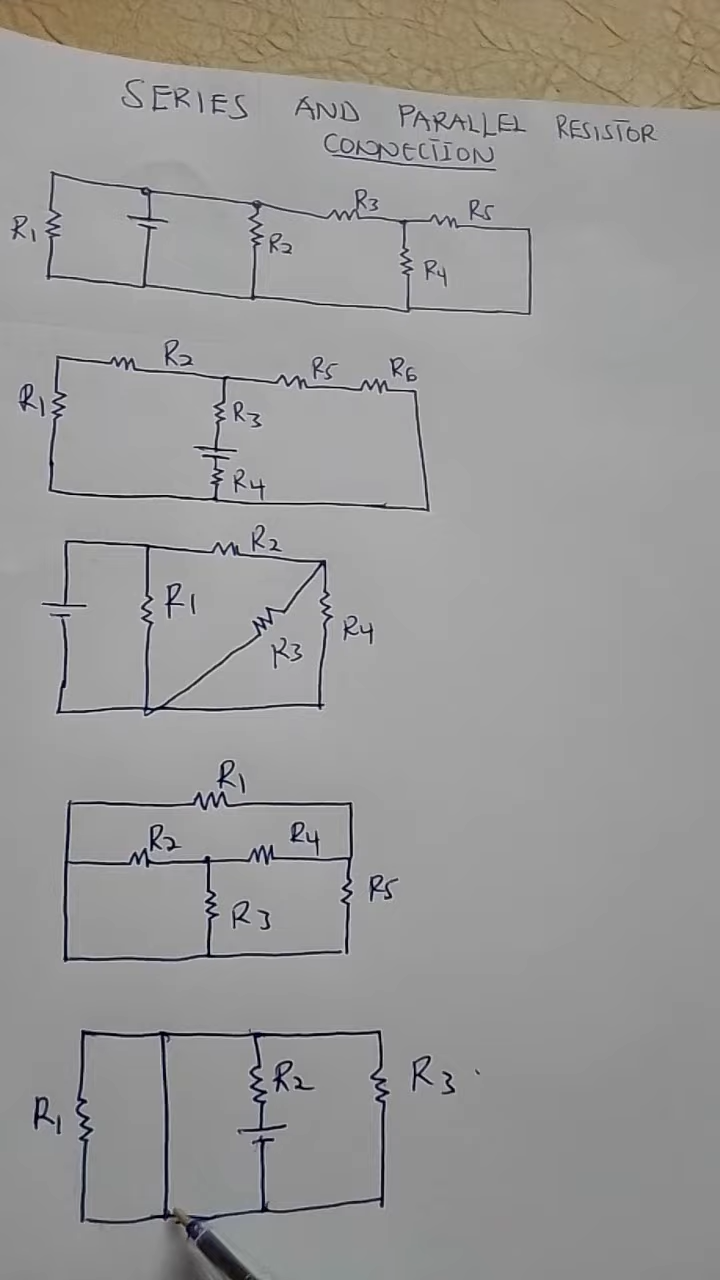 SERIES AND PARALLEL RESISTOR
CONNECTION
R3 R5
R1 R2 R4
R2 R5 R6
R1 R3
R4
R2
R1 R3 R4
R1
R2 R4
R3 R5
R1 R2 R3